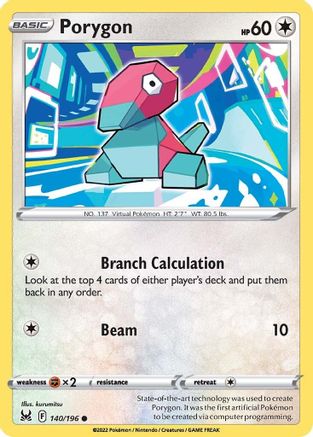 BASIC Porygon HP 60
NO. 137 Virtual Pokémon HT: 2'7" WT: 80.5 lbs.
Branch Calculation
Look at the top 4 cards of either player's deck and put them
back in any order.
Beam 10
weakness ×2 resistance retreat
Illus. kurumitsu
F 140/196
State-of-the-art technology was used to create
Porygon. It was the first artificial Pokémon
to be created via computer programming.
©2022 Pokémon / Nintendo / Creatures / GAME FREAK